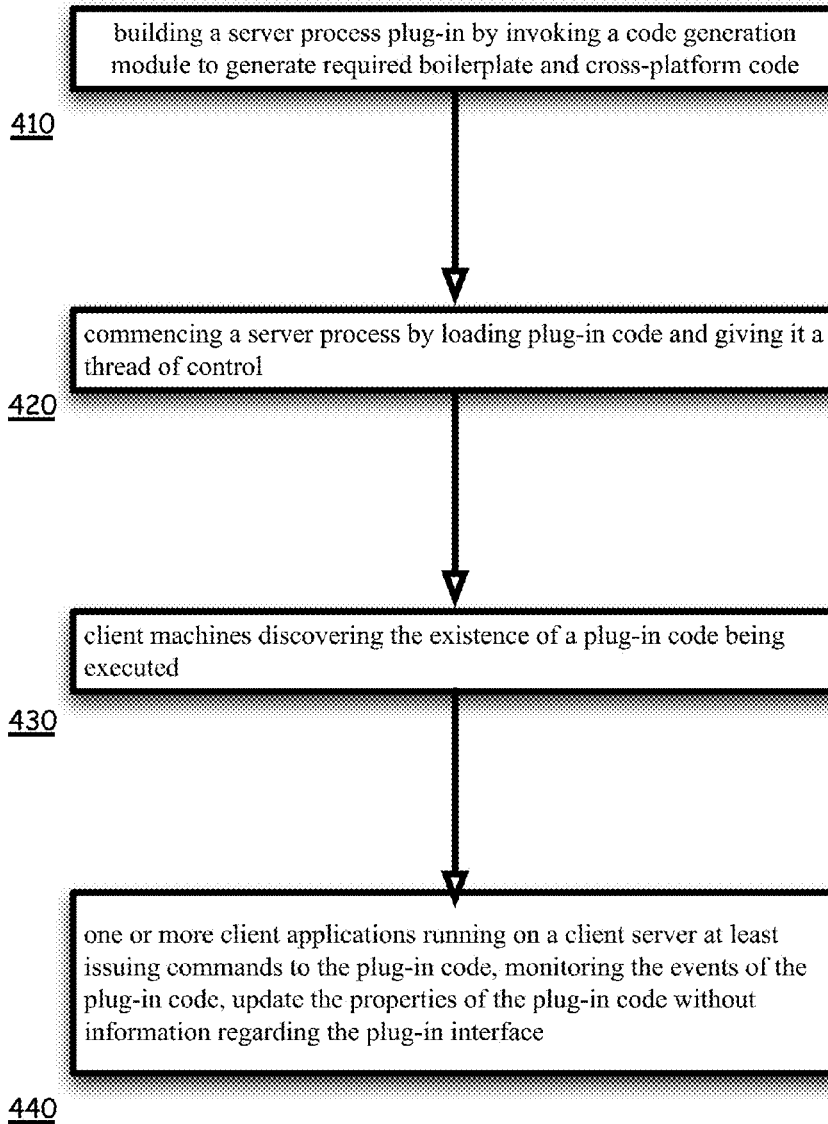 building a server process plug-in by invoking a code generation
module to generate required boilerplate and cross-platform code
410
commencing a server process by loading plug-in code and giving it a
thread of control
420
client machines discovering the existence of a plug-in code being
executed
430
one or more client applications running on a client server at least
issuing commands to the plug-in code, monitoring the events of the
plug-in code, update the properties of the plug-in code without
information regarding the plug-in interface
440